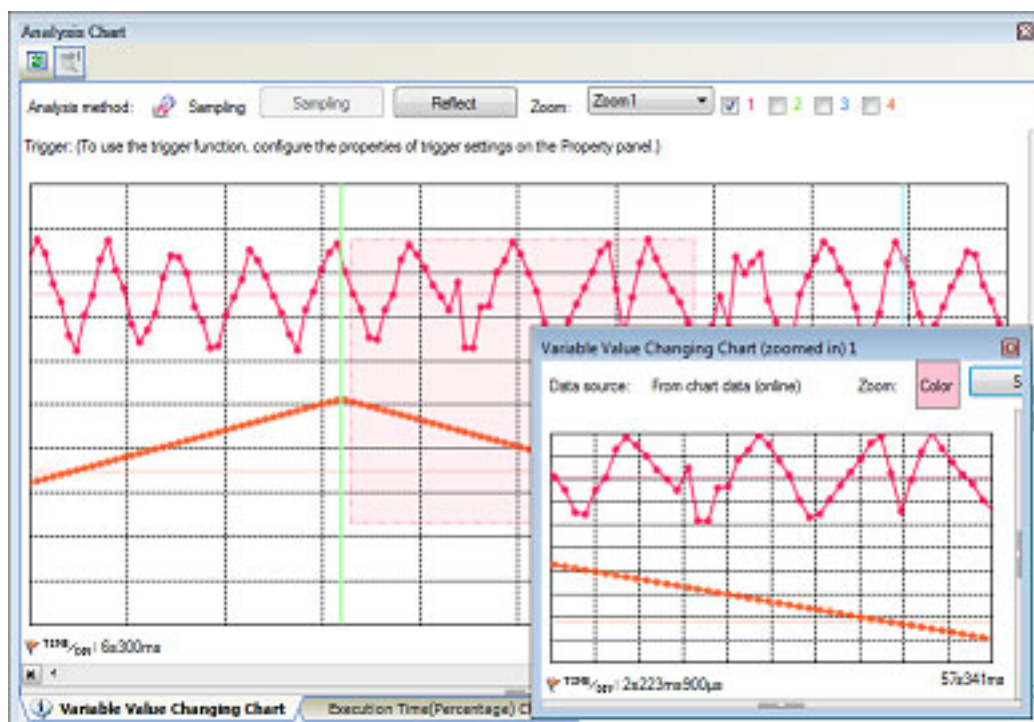 Analysis Chart
Analysis method: Sampling Sampling Reflect Zoom: Zoom1 1 2 3 4
Trigger: (To use the trigger function, configure the properties of trigger settings on the Property panel.)
Variable Value Changing Chart (zoomed in) 1
Data source: From chart data (online) Zoom: Color S
TIME/DIV: 6s300ms
TIME/DIV: 2s223ms900µs 57s341ms
Variable Value Changing Chart Execution Time(Percentage) C